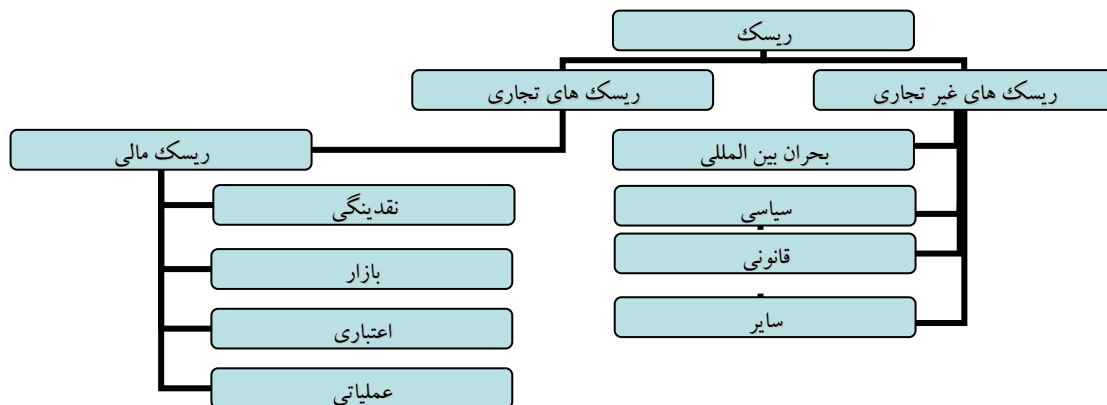 ریسک
ریسک های غیر تجاری
ریسک های تجاری
بحران بین المللی
سیاسی
قانونی
سایر
ریسک مالی
نقدینگی
بازار
اعتباری
عملیاتی